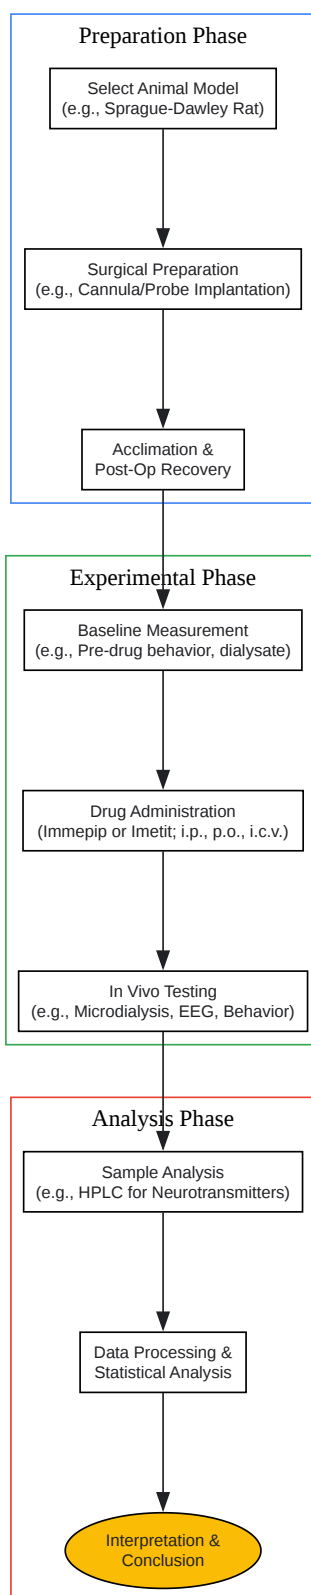 Preparation Phase
Select Animal Model
(e.g., Sprague-Dawley Rat)
Surgical Preparation
(e.g., Cannula/Probe Implantation)
Acclimation &
Post-Op Recovery
Experimental Phase
Baseline Measurement
(e.g., Pre-drug behavior, dialysate)
Drug Administration
(Immepip or Imetit; i.p., p.o., i.c.v.)
In Vivo Testing
(e.g., Microdialysis, EEG, Behavior)
Analysis Phase
Sample Analysis
(e.g., HPLC for Neurotransmitters)
Data Processing &
Statistical Analysis
Interpretation &
Conclusion